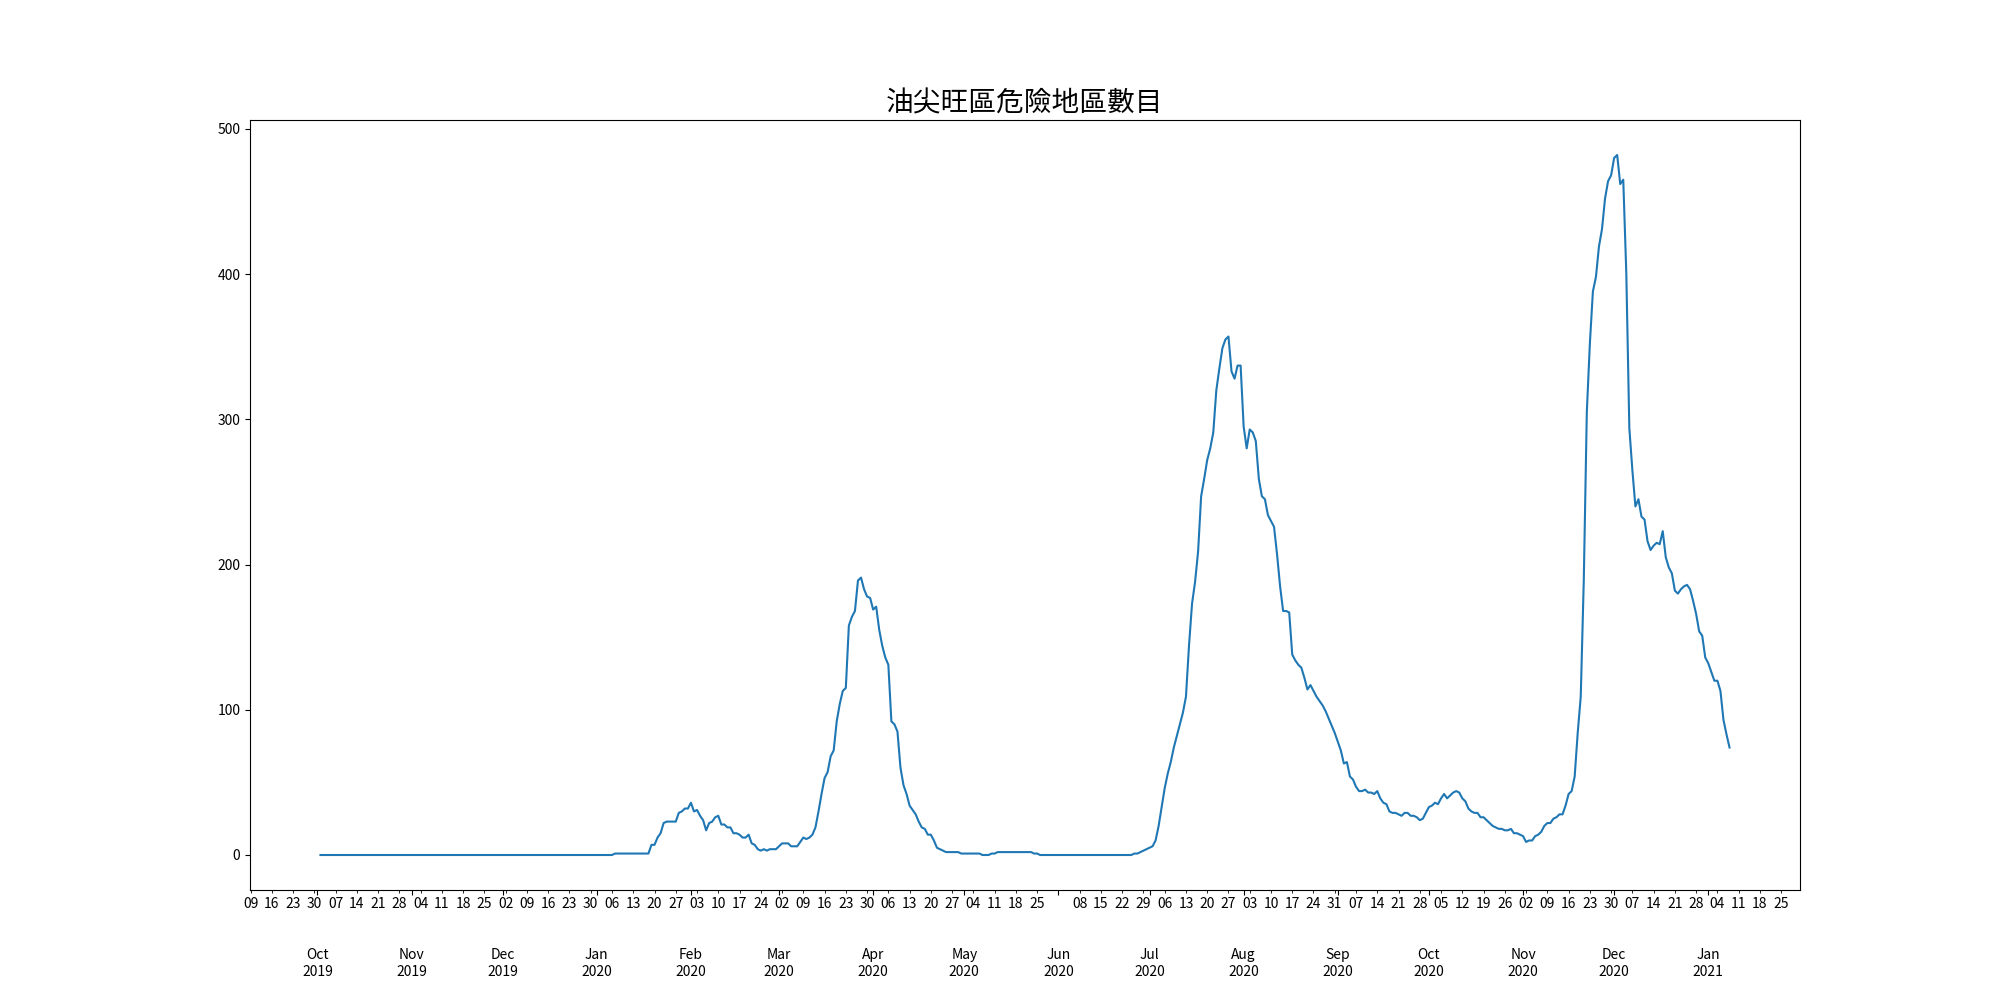 油尖旺區危險地區數目
500
400
300
200
100
0
09 16 23 30 07 14 21 28 04 11 18 25 02 09 16 23 30 06 13 20 27 03 10 17 24 02 09 16 23 30 06 13 20 27 04 11 18 25 08 15 22 29 06 13 20 27 03 10 17 24 31 07 14 21 28 05 12 19 26 02 09 16 23 30 07 14 21 28 04 11 18 25
Oct Nov Dec Jan Feb Mar Apr May Jun Jul Aug Sep Oct Nov Dec Jan
2019 2019 2019 2020 2020 2020 2020 2020 2020 2020 2020 2020 2020 2020 2020 2021